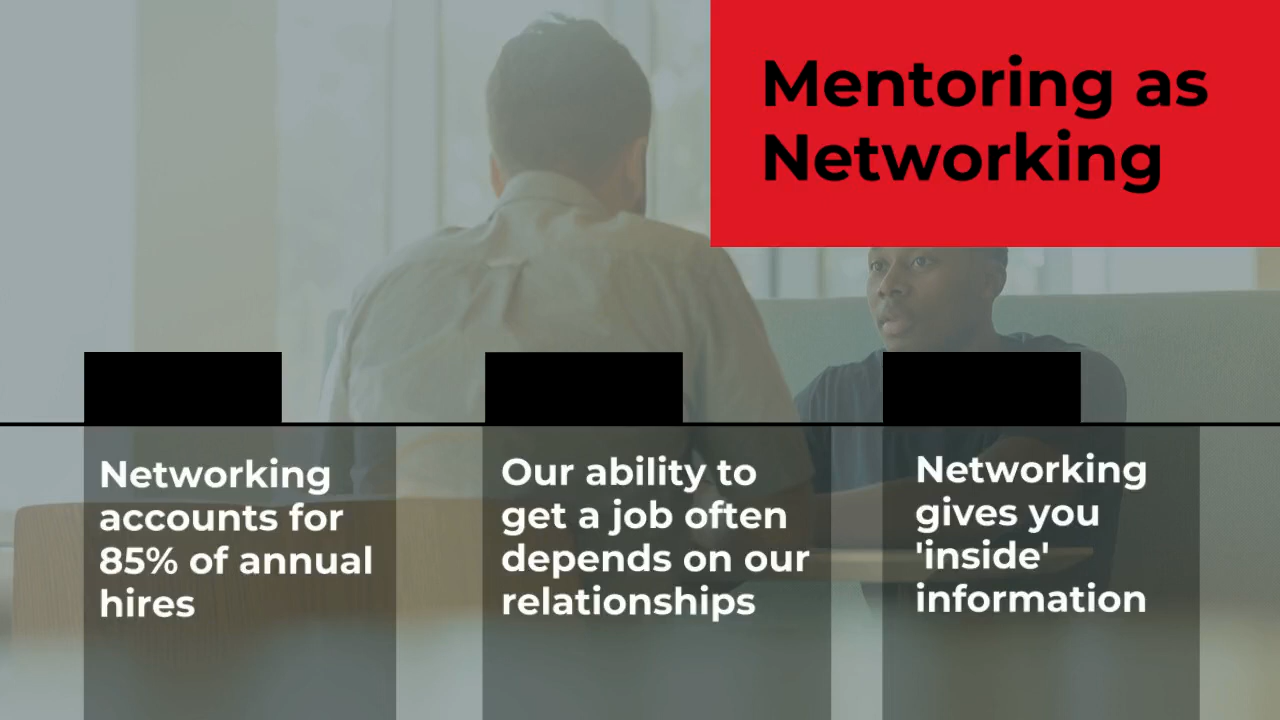 Mentoring as
Networking
Networking
accounts for
85% of annual
hires
Our ability to
get a job often
depends on our
relationships
Networking
gives you
'inside'
information